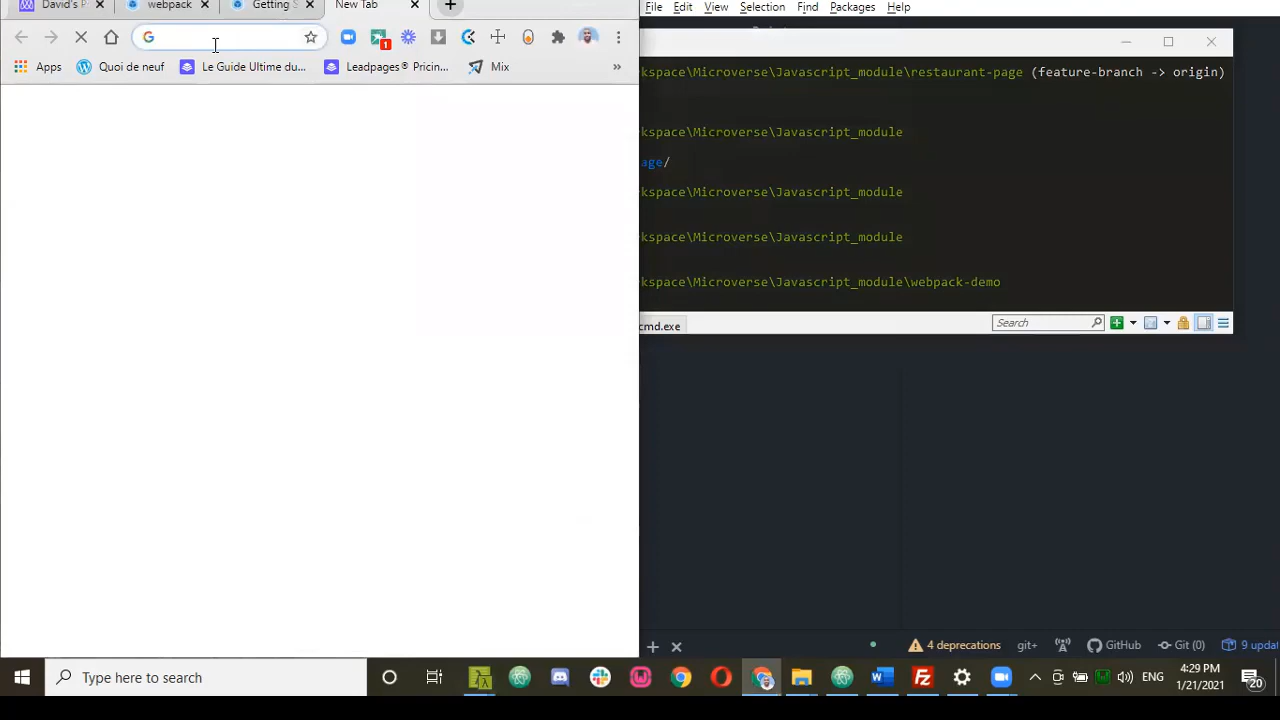 David's P
webpack
Getting S
New Tab
File Edit View Selection Find Packages Help
Apps Quoi de neuf Le Guide Ultime du... Leadpages® Pricin... Mix »
1
kspace\Microverse\Javascript_module\restaurant-page (feature-branch -> origin)
kspace\Microverse\Javascript_module
age/
kspace\Microverse\Javascript_module
kspace\Microverse\Javascript_module
kspace\Microverse\Javascript_module\webpack-demo
cmd.exe
Search
4 deprecations git+ GitHub Git (0) 9 upda
Type here to search
ENG
4:29 PM
1/21/2021
20